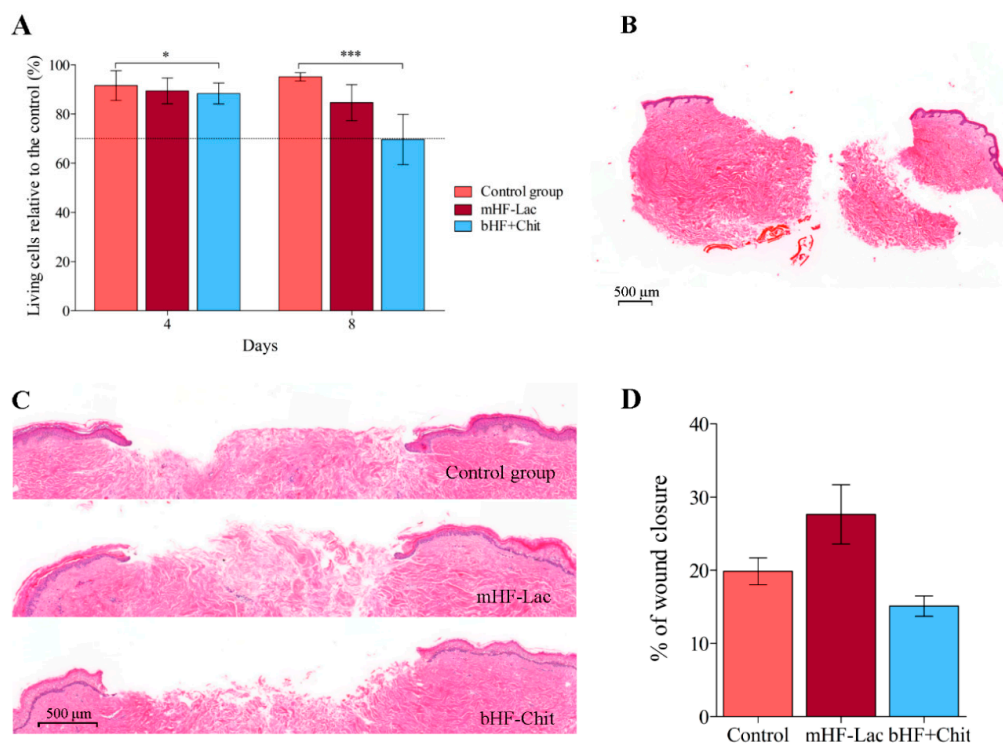 A
Living cells relative to the control (%)
100
80
60
40
20
0
*
***
4
8
Days
Control group
mHF-Lac
bHF+Chit
B
500 µm
C
Control group
mHF-Lac
bHF-Chit
500 µm
D
% of wound closure
40
30
20
10
0
Control mHF-Lac bHF+Chit